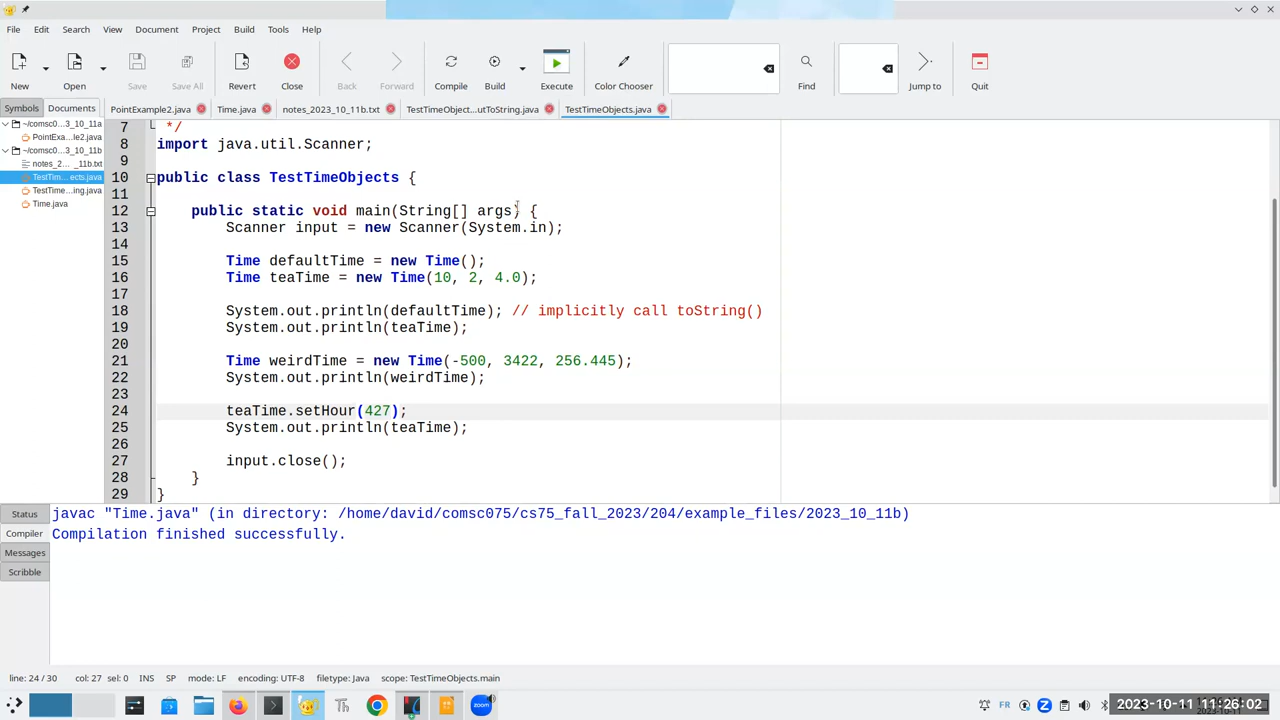 File Edit Search View Document Project Build Tools Help
New Open Save Save All Revert Close Back Forward Compile Build Execute Color Chooser Find Jump to Quit
Symbols Documents PointExample2.java Time.java notes_2023_10_11b.txt TestTimeObject...utToString.java TestTimeObjects.java
~/comsc0...3_10_11a
PointExa...le2.java
~/comsc0...3_10_11b
notes_2... _11b.txt
TestTim...ects.java
TestTime...ing.java
Time.java
7 */
8 import java.util.Scanner;
9
10 public class TestTimeObjects {
11
12 public static void main(String[] args) {
13 Scanner input = new Scanner(System.in);
14
15 Time defaultTime = new Time();
16 Time teaTime = new Time(10, 2, 4.0);
17
18 System.out.println(defaultTime); // implicitly call toString()
19 System.out.println(teaTime);
20
21 Time weirdTime = new Time(-500, 3422, 256.445);
22 System.out.println(weirdTime);
23
24 teaTime.setHour(427);
25 System.out.println(teaTime);
26
27 input.close();
28 }
29 }
Status
Compiler
Messages
Scribble
javac "Time.java" (in directory: /home/david/comsc075/cs75_fall_2023/204/example_files/2023_10_11b)
Compilation finished successfully.
line: 24 / 30 col: 27 sel: 0 INS SP mode: LF encoding: UTF-8 filetype: Java scope: TestTimeObjects.main
Th zoom FR 2023-10-11 11:26:02